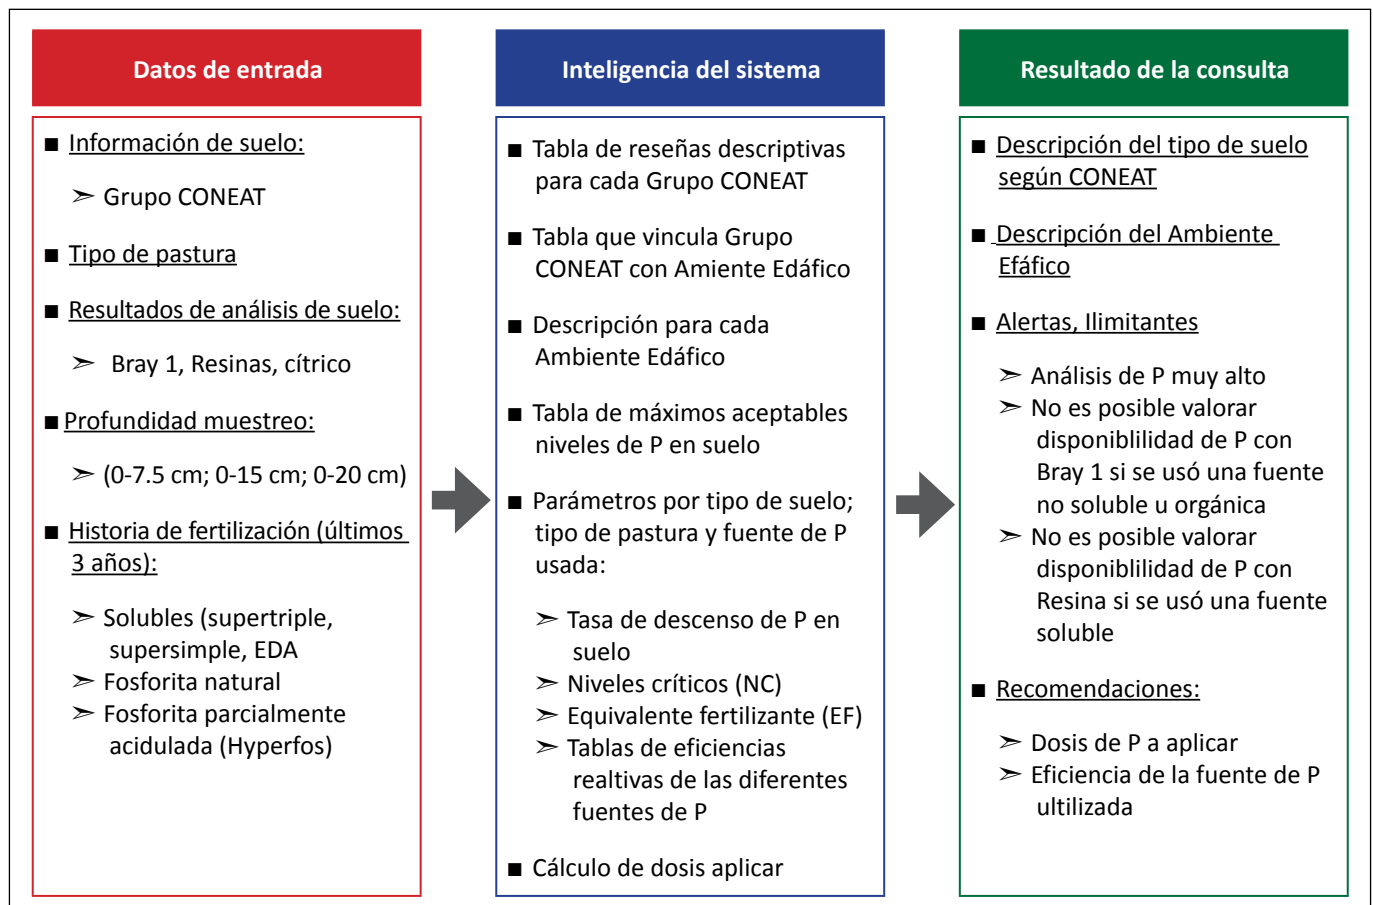 Datos de entrada
■ Información de suelo:
➣ Grupo CONEAT
■ Tipo de pastura
■ Resultados de análisis de suelo:
➣ Bray 1, Resinas, cítrico
■ Profundidad muestreo:
➣ (0-7.5 cm; 0-15 cm; 0-20 cm)
■ Historia de fertilización (últimos
3 años):
➣ Solubles (supertriple,
supersimple, EDA
➣ Fosforita natural
➣ Fosforita parcialmente
acidulada (Hyperfos)
Inteligencia del sistema
■ Tabla de reseñas descriptivas
para cada Grupo CONEAT
■ Tabla que vincula Grupo
CONEAT con Amiente Edáfico
■ Descripción para cada
Ambiente Edáfico
■ Tabla de máximos aceptables
niveles de P en suelo
■ Parámetros por tipo de suelo;
tipo de pastura y fuente de P
usada:
➣ Tasa de descenso de P en
suelo
➣ Niveles críticos (NC)
➣ Equivalente fertilizante (EF)
➣ Tablas de eficiencias
realtivas de las diferentes
fuentes de P
■ Cálculo de dosis aplicar
Resultado de la consulta
■ Descripción del tipo de suelo
según CONEAT
■ Descripción del Ambiente
Efáfico
■ Alertas, Ilimitantes
➣ Análisis de P muy alto
➣ No es posible valorar
disponiblilidad de P con
Bray 1 si se usó una fuente
no soluble u orgánica
➣ No es posible valorar
disponiblilidad de P con
Resina si se usó una fuente
soluble
■ Recomendaciones:
➣ Dosis de P a aplicar
➣ Eficiencia de la fuente de P
ultilizada